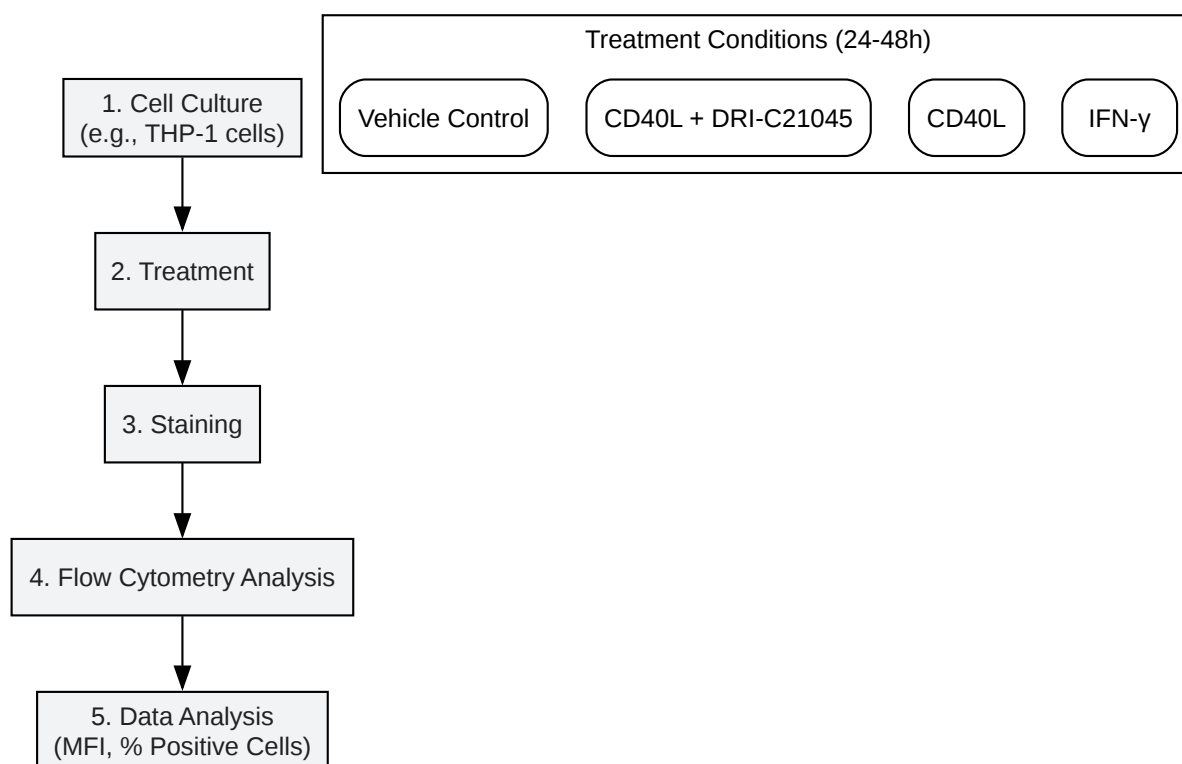 Treatment Conditions (24-48h)
1. Cell Culture
(e.g., THP-1 cells)
Vehicle Control
CD40L + DRI-C21045
CD40L
IFN-γ
2. Treatment
3. Staining
4. Flow Cytometry Analysis
5. Data Analysis
(MFI, % Positive Cells)